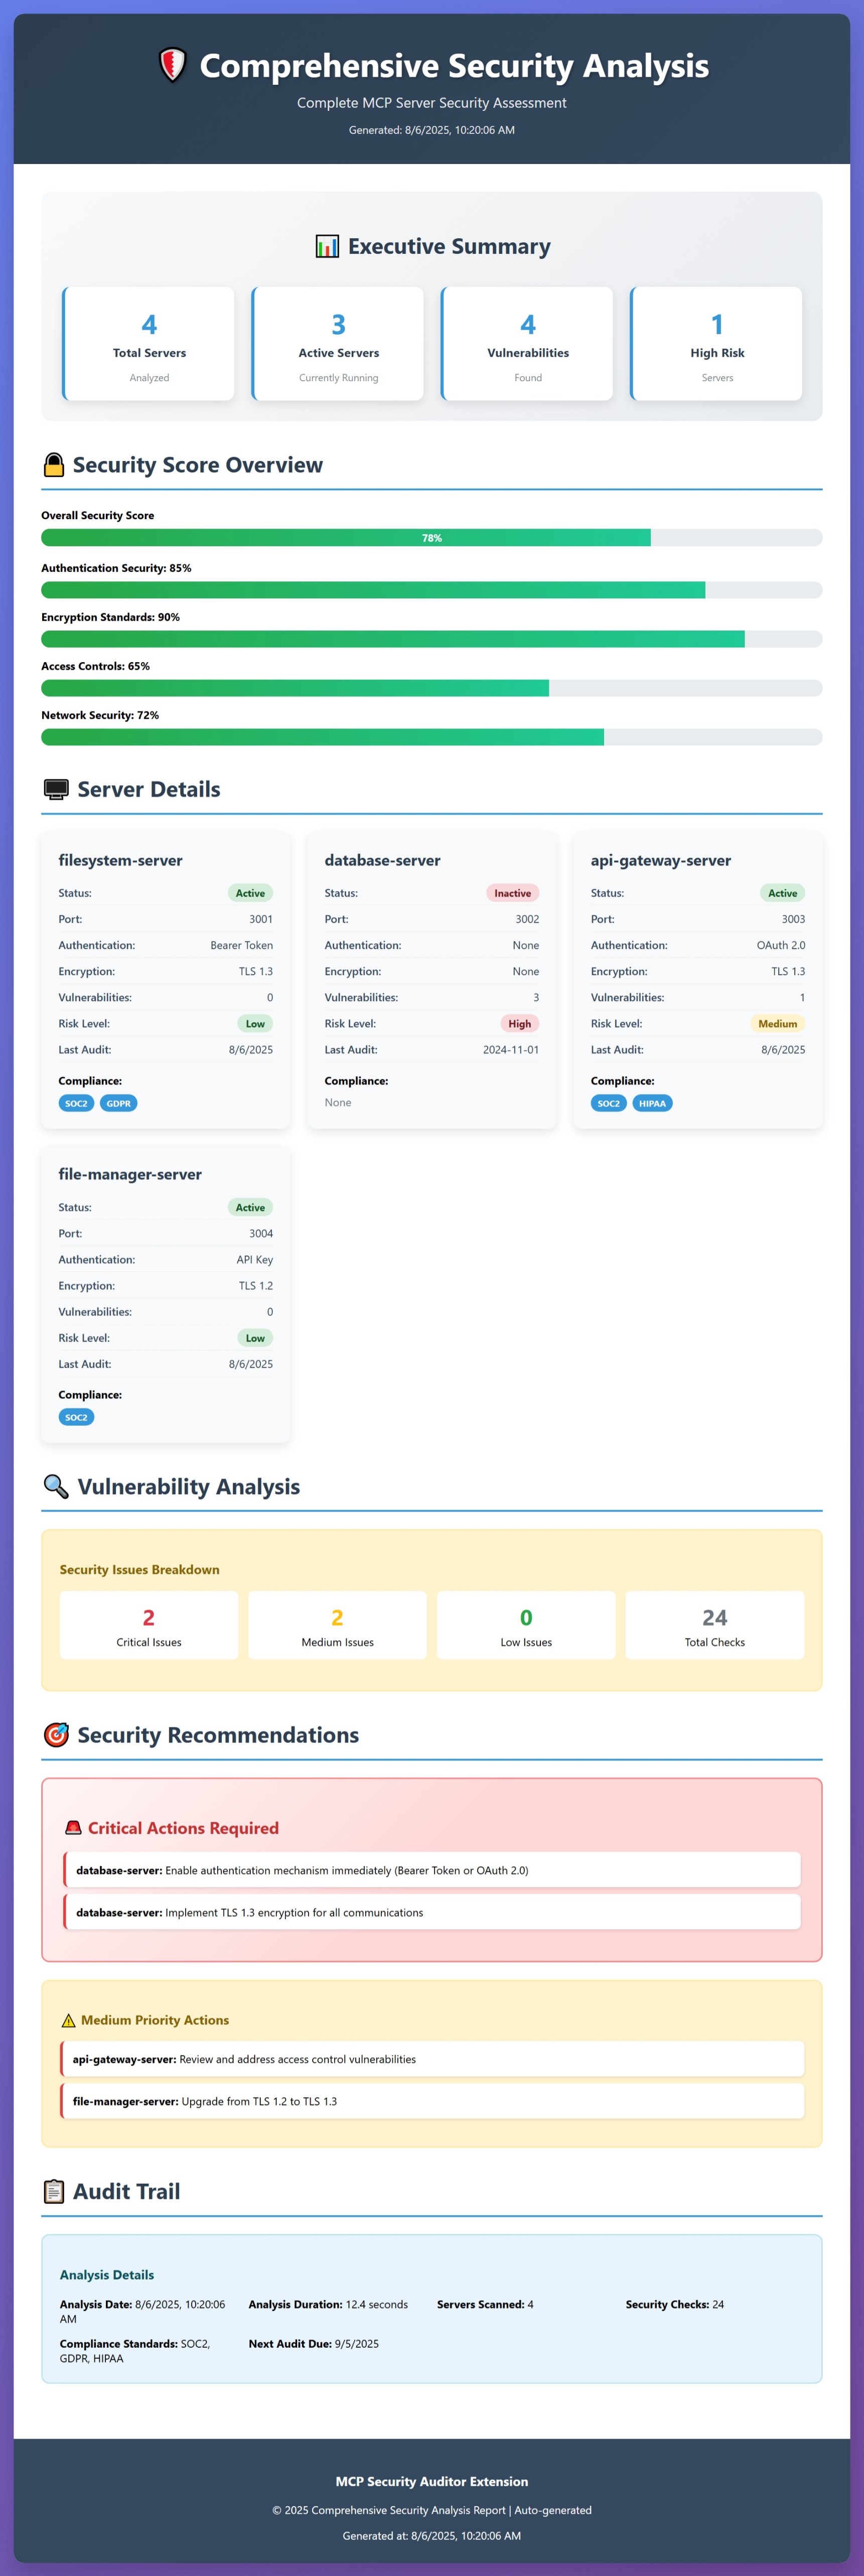 Comprehensive Security Analysis
Complete MCP Server Security Assessment
Generated: 8/6/2025, 10:20:06 AM
Executive Summary
4
Total Servers
Analyzed
3
Active Servers
Currently Running
4
Vulnerabilities
Found
1
High Risk
Servers
Security Score Overview
Overall Security Score
78%
Authentication Security: 85%
Encryption Standards: 90%
Access Controls: 65%
Network Security: 72%
Server Details
filesystem-server
Status: Active
Port: 3001
Authentication: Bearer Token
Encryption: TLS 1.3
Vulnerabilities: 0
Risk Level: Low
Last Audit: 8/6/2025
Compliance:
SOC2 GDPR
database-server
Status: Inactive
Port: 3002
Authentication: None
Encryption: None
Vulnerabilities: 3
Risk Level: High
Last Audit: 2024-11-01
Compliance:
None
api-gateway-server
Status: Active
Port: 3003
Authentication: OAuth 2.0
Encryption: TLS 1.3
Vulnerabilities: 1
Risk Level: Medium
Last Audit: 8/6/2025
Compliance:
SOC2 HIPAA
file-manager-server
Status: Active
Port: 3004
Authentication: API Key
Encryption: TLS 1.2
Vulnerabilities: 0
Risk Level: Low
Last Audit: 8/6/2025
Compliance:
SOC2
Vulnerability Analysis
Security Issues Breakdown
2
Critical Issues
2
Medium Issues
0
Low Issues
24
Total Checks
Security Recommendations
Critical Actions Required
database-server: Enable authentication mechanism immediately (Bearer Token or OAuth 2.0)
database-server: Implement TLS 1.3 encryption for all communications
Medium Priority Actions
api-gateway-server: Review and address access control vulnerabilities
file-manager-server: Upgrade from TLS 1.2 to TLS 1.3
Audit Trail
Analysis Details
Analysis Date: 8/6/2025, 10:20:06
AM
Analysis Duration: 12.4 seconds
Servers Scanned: 4
Security Checks: 24
Compliance Standards: SOC2,
GDPR, HIPAA
Next Audit Due: 9/5/2025
MCP Security Auditor Extension
© 2025 Comprehensive Security Analysis Report | Auto-generated
Generated at: 8/6/2025, 10:20:06 AM